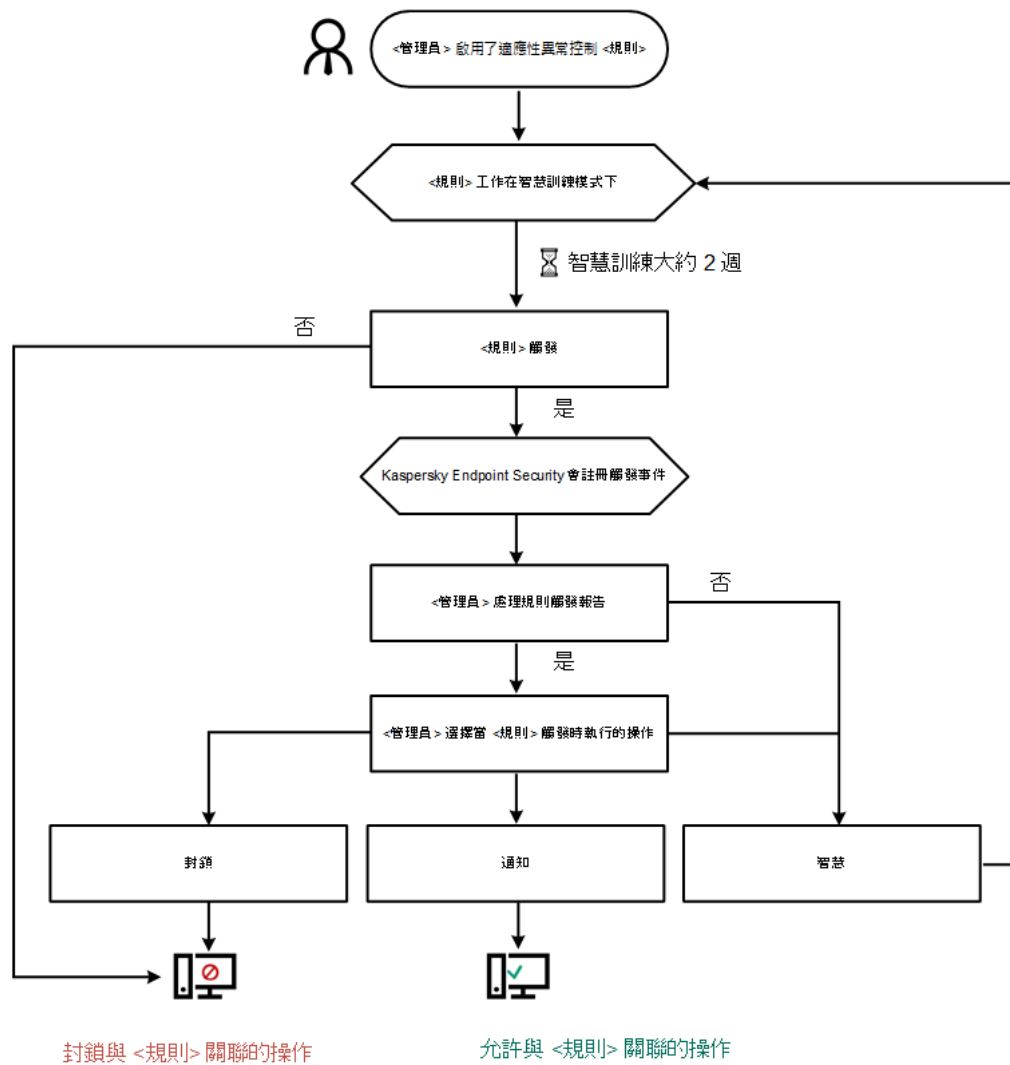 <管理員> 啟用了適應性異常控制 <規則>
<規則> 工作在智慧訓練模式下
智慧訓練大約 2 週
否
<規則> 觸發
是
Kaspersky Endpoint Security 會註冊觸發事件
否
<管理員> 處理規則觸發報告
是
<管理員> 選擇當 <規則> 觸發時執行的操作
封鎖
通知
智慧
封鎖與 <規則> 關聯的操作
允許與 <規則> 關聯的操作